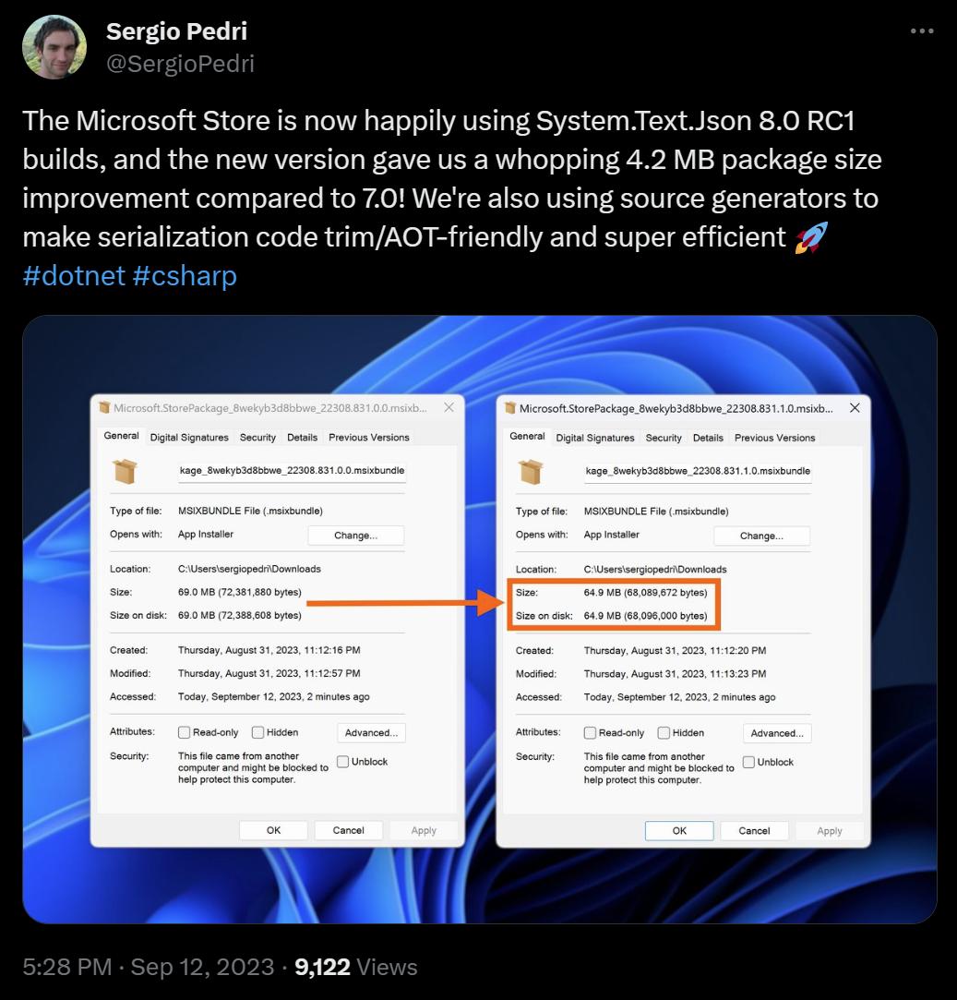 Sergio Pedri
@SergioPedri
The Microsoft Store is now happily using System.Text.Json 8.0 RC1
builds, and the new version gave us a whopping 4.2 MB package size
improvement compared to 7.0! We're also using source generators to
make serialization code trim/AOT-friendly and super efficient 🚀
#dotnet #csharp
Microsoft.StorePackage_8wekyb3d8bbwe_22308.831.0.0.msixb...
General Digital Signatures Security Details Previous Versions
kage_8wekyb3d8bbwe_22308.831.0.0.msixbundle
Type of file: MSIXBUNDLE File (.msixbundle)
Opens with: App Installer Change...
Location: C:\Users\sergiopedri\Downloads
Size: 69.0 MB (72,381,880 bytes)
Size on disk: 69.0 MB (72,388,608 bytes)
Created: Thursday, August 31, 2023, 11:12:16 PM
Modified: Thursday, August 31, 2023, 11:12:57 PM
Accessed: Today, September 12, 2023, 2 minutes ago
Attributes: Read-only Hidden Advanced...
Security: This file came from another
computer and might be blocked to
help protect this computer.
Unblock
OK Cancel Apply
Microsoft.StorePackage_8wekyb3d8bbwe_22308.831.1.0.msixb...
General Digital Signatures Security Details Previous Versions
kage_8wekyb3d8bbwe_22308.831.1.0.msixbundle
Type of file: MSIXBUNDLE File (.msixbundle)
Opens with: App Installer Change...
Location: C:\Users\sergiopedri\Downloads
Size: 64.9 MB (68,089,672 bytes)
Size on disk: 64.9 MB (68,096,000 bytes)
Created: Thursday, August 31, 2023, 11:12:20 PM
Modified: Thursday, August 31, 2023, 11:13:23 PM
Accessed: Today, September 12, 2023, 2 minutes ago
Attributes: Read-only Hidden Advanced...
Security: This file came from another
computer and might be blocked to
help protect this computer.
Unblock
OK Cancel Apply
5:28 PM · Sep 12, 2023 · 9,122 Views